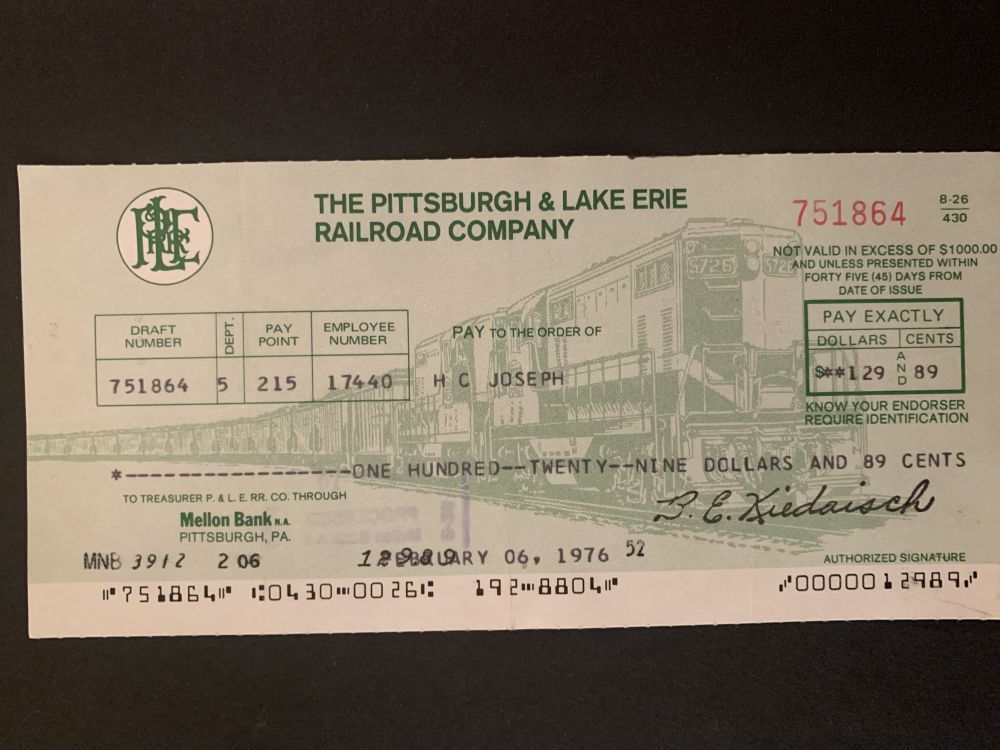 P&LE
THE PITTSBURGH & LAKE ERIE
RAILROAD COMPANY
751864
8-26
430
NOT VALID IN EXCESS OF $1000.00
AND UNLESS PRESENTED WITHIN
FORTY FIVE (45) DAYS FROM
DATE OF ISSUE
DRAFT NUMBER DEPT. PAY POINT EMPLOYEE NUMBER
751864 5 215 17440
PAY TO THE ORDER OF
H C JOSEPH
5726 572
PAY EXACTLY
DOLLARS AND CENTS
$**129 89
KNOW YOUR ENDORSER
REQUIRE IDENTIFICATION
*------------------ONE HUNDRED--TWENTY--NINE DOLLARS AND 89 CENTS
TO TREASURER P. & L. E. RR. CO. THROUGH
Mellon Bank N.A.
PITTSBURGH, PA.
B. E. Kiedaisch
AUTHORIZED SIGNATURE
MNB 3912 2 06 12989 FEBRUARY 06, 1976 52
⑈751864⑈ ⑆0430⑉0026⑆ 192⑉8804⑈ ⑇0000012989⑇